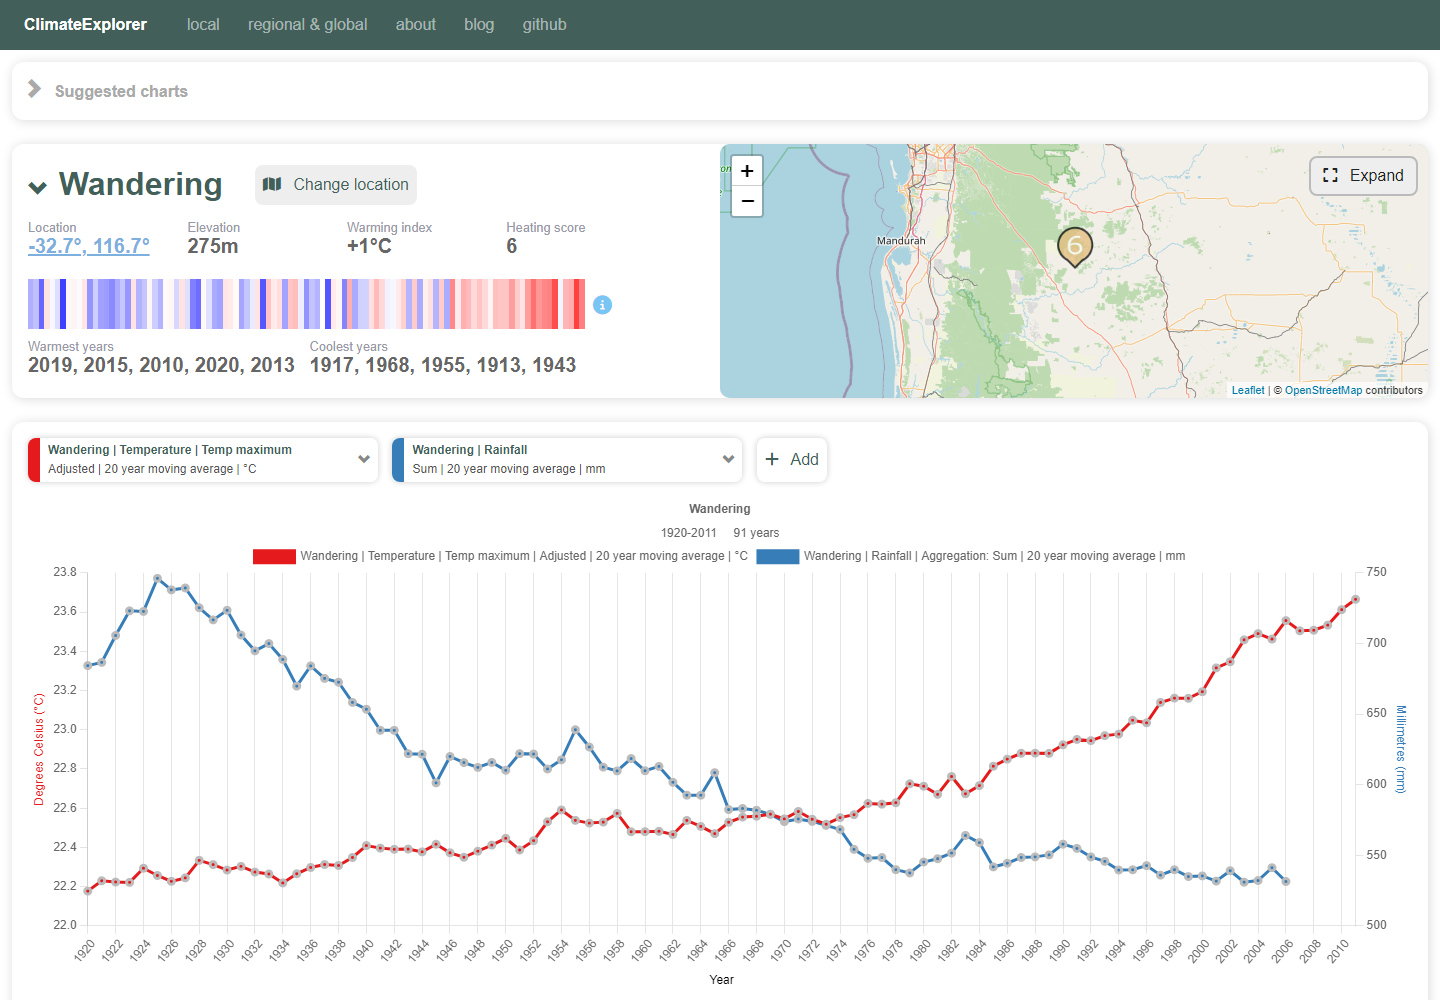 ClimateExplorer local regional & global about blog github
Suggested charts
Wandering Change location
Location Elevation Warming index Heating score
-32.7°, 116.7° 275m +1°C 6
Warmest years Coolest years
2019, 2015, 2010, 2020, 2013 1917, 1968, 1955, 1913, 1943
+
−
Expand
Mandurah
6
Leaflet | © OpenStreetMap contributors
Wandering | Temperature | Temp maximum
Adjusted | 20 year moving average | °C
Wandering | Rainfall
Sum | 20 year moving average | mm
+ Add
Wandering
1920-2011 91 years
Wandering | Temperature | Temp maximum | Adjusted | 20 year moving average | °C Wandering | Rainfall | Aggregation: Sum | 20 year moving average | mm
Degrees Celsius (°C)
23.8
23.6
23.4
23.2
23.0
22.8
22.6
22.4
22.2
22.0
750
700
650
600
550
500
Millimetres (mm)
1920 1922 1924 1926 1928 1930 1932 1934 1936 1938 1940 1942 1944 1946 1948 1950 1952 1954 1956 1958 1960 1962 1964 1966 1968 1970 1972 1974 1976 1978 1980 1982 1984 1986 1988 1990 1992 1994 1996 1998 2000 2002 2004 2006 2008 2010
Year